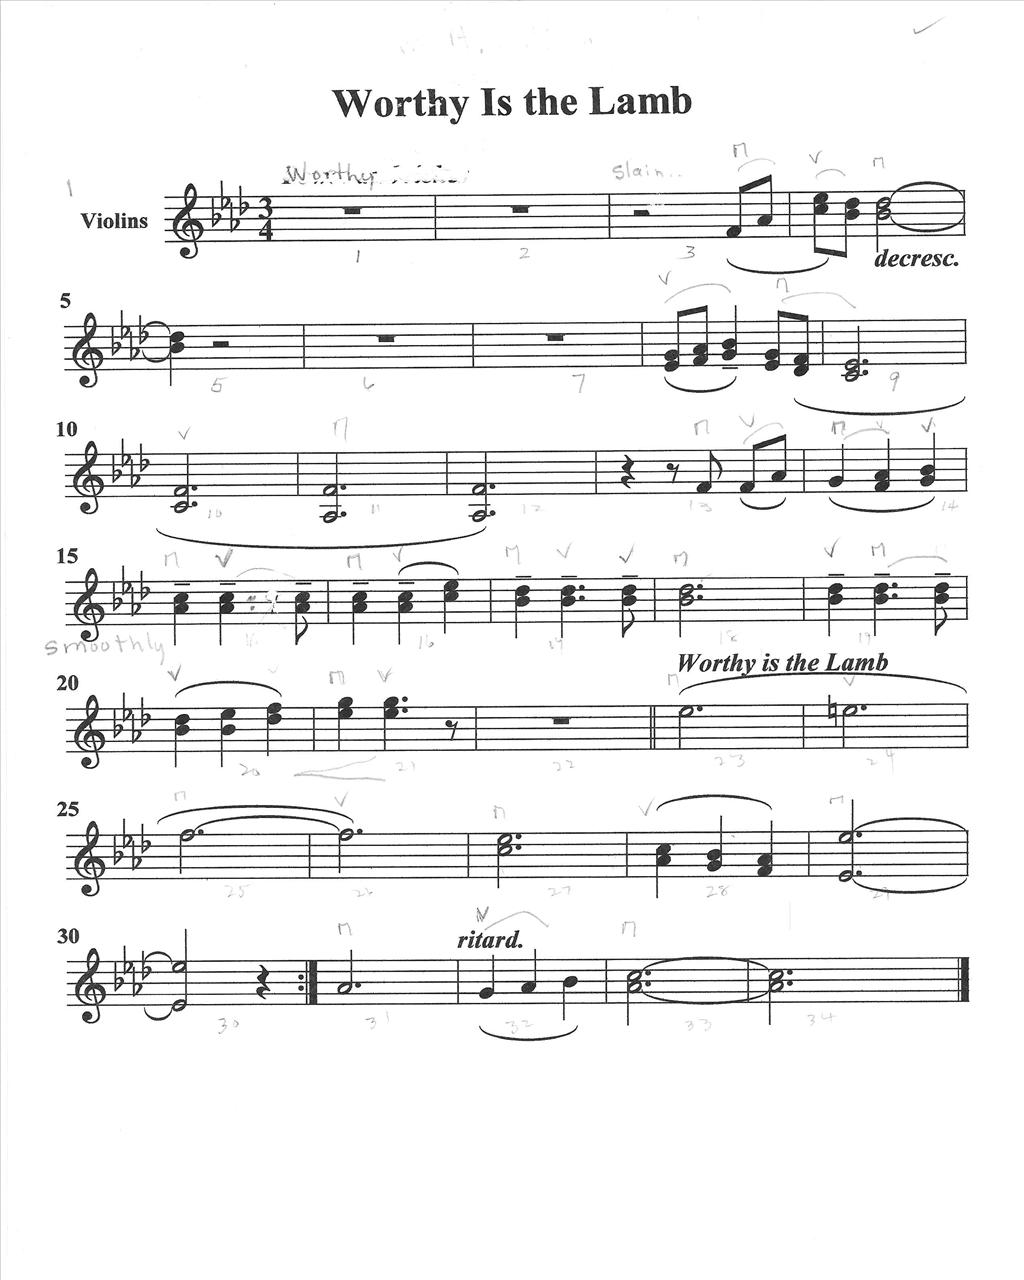 Worthy Is the Lamb
Worthy Slain..
1
Violins
3
4
1 2 3
decresc.
5
5 6 7 9
10
10 11 12 13 14
15
16 16 17 18 19
smoothly
Worthy is the Lamb
20
20 21 22 23 24
25
25 26 27 28 29
30
ritard.
30 31 32 33 34